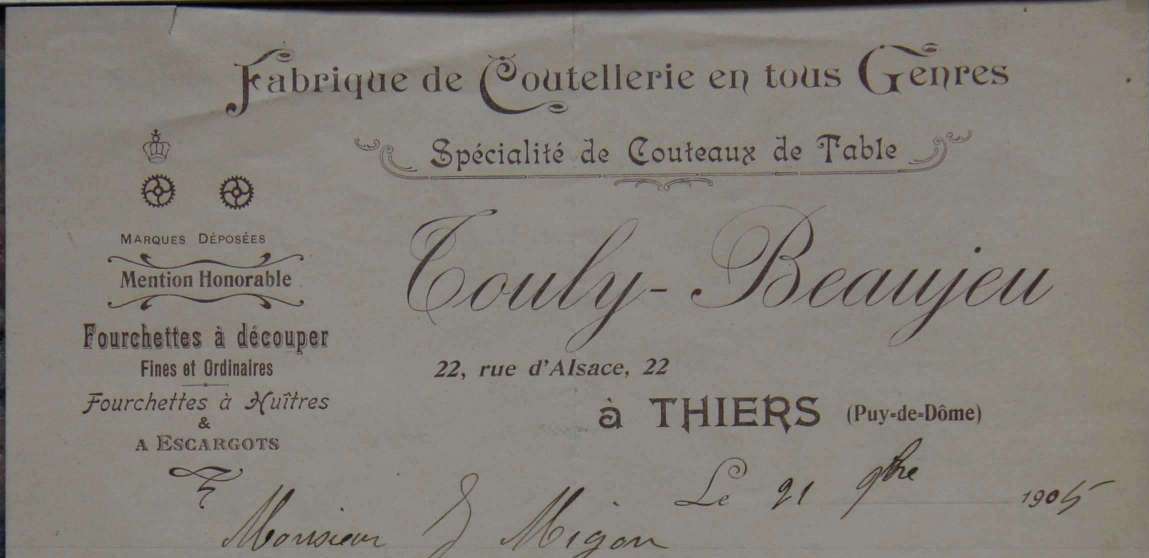 Fabrique de Coutellerie en tous Genres
Spécialité de Couteaux de Table
Marques Déposées
Mention Honorable
Fourchettes à découper
Fines et Ordinaires
Fourchettes à Huîtres
&
A Escargots
Touly-Beaujeu
22, rue d'Alsace, 22
à THIERS (Puy-de-Dôme)
Le 21 9bre 1905
Monsieur J Migon